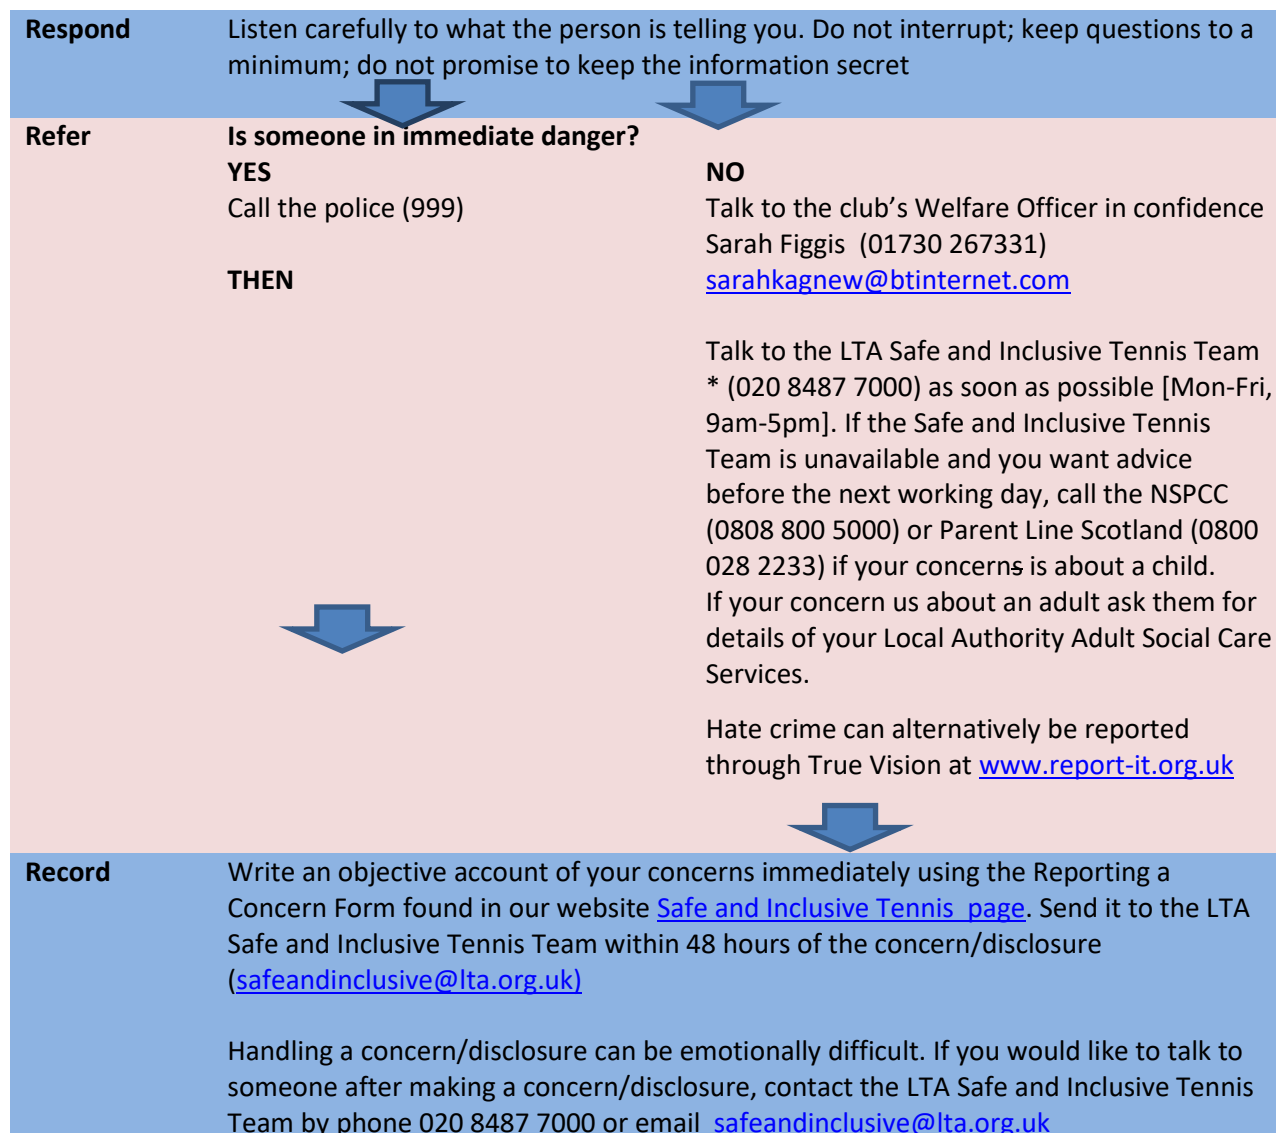 Respond
Listen carefully to what the person is telling you. Do not interrupt; keep questions to a
minimum; do not promise to keep the information secret
Refer
Is someone in immediate danger?
YES
Call the police (999)
THEN
NO
Talk to the club’s Welfare Officer in confidence
Sarah Figgis (01730 267331)
sarahkagnew@btinternet.com
Talk to the LTA Safe and Inclusive Tennis Team
* (020 8487 7000) as soon as possible [Mon-Fri,
9am-5pm]. If the Safe and Inclusive Tennis
Team is unavailable and you want advice
before the next working day, call the NSPCC
(0808 800 5000) or Parent Line Scotland (0800
028 2233) if your concerns is about a child.
If your concern us about an adult ask them for
details of your Local Authority Adult Social Care
Services.
Hate crime can alternatively be reported
through True Vision at www.report-it.org.uk
Record
Write an objective account of your concerns immediately using the Reporting a
Concern Form found in our website Safe and Inclusive Tennis page. Send it to the LTA
Safe and Inclusive Tennis Team within 48 hours of the concern/disclosure
(safeandinclusive@lta.org.uk)
Handling a concern/disclosure can be emotionally difficult. If you would like to talk to
someone after making a concern/disclosure, contact the LTA Safe and Inclusive Tennis
Team by phone 020 8487 7000 or email safeandinclusive@lta.org.uk